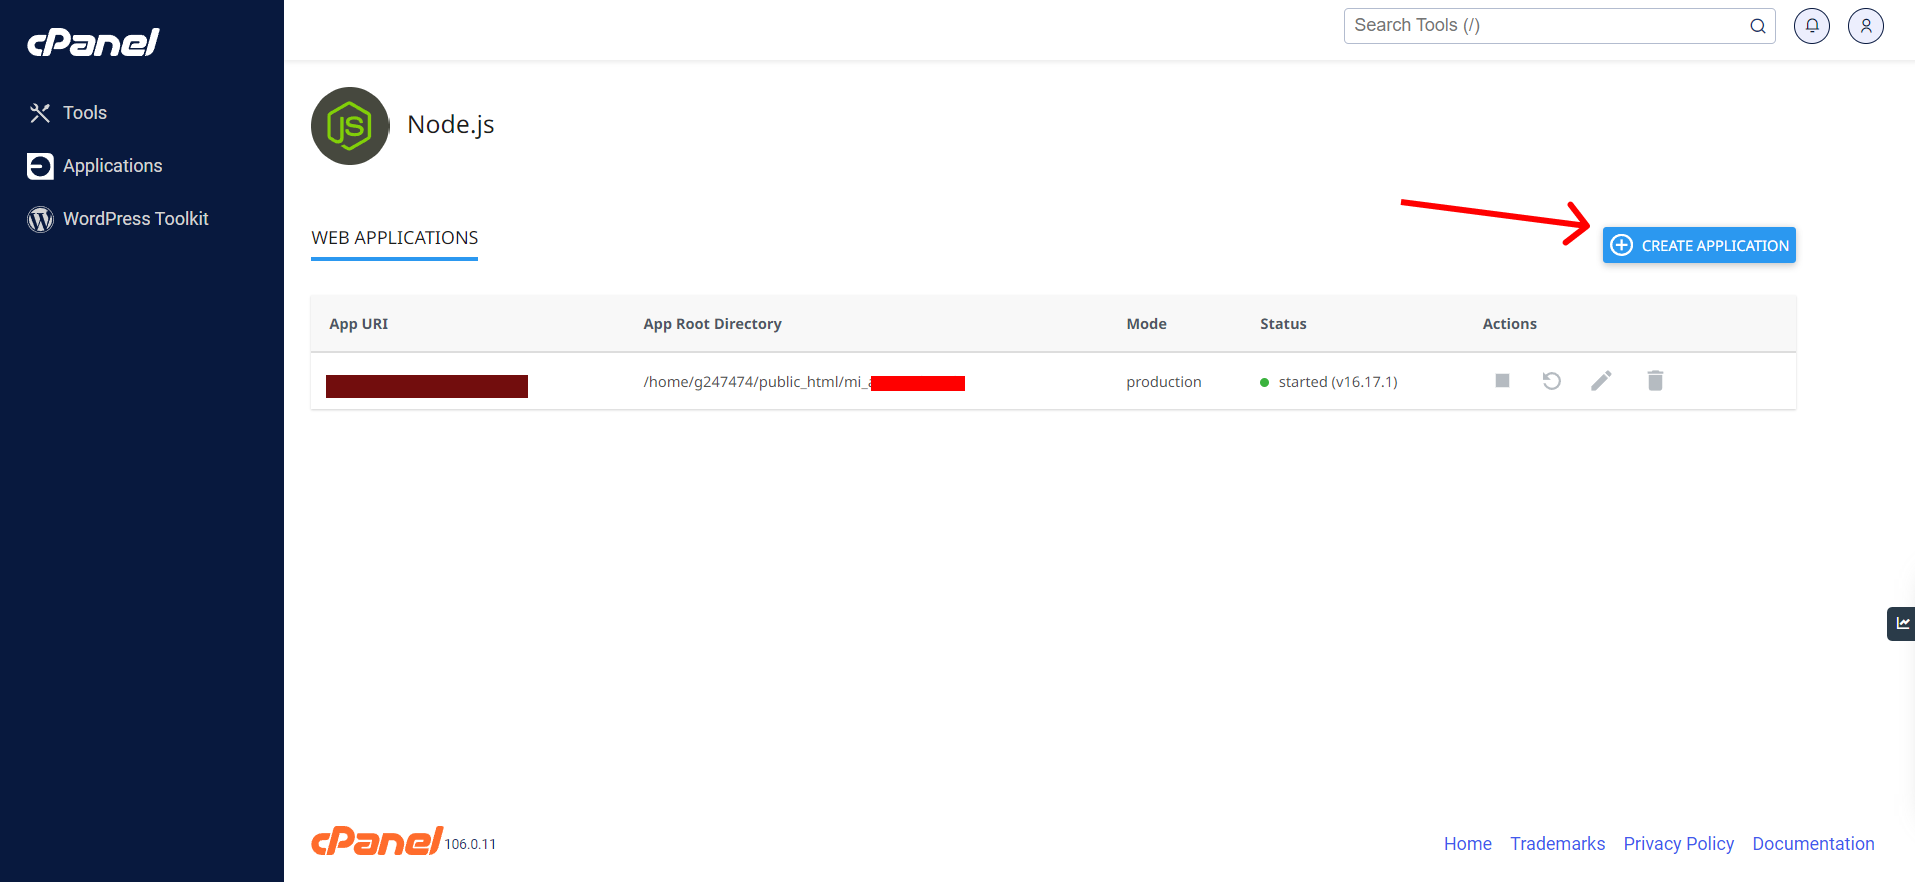 cPanel
Search Tools (/)
Tools
Applications
WordPress Toolkit
JS
Node.js
WEB APPLICATIONS
CREATE APPLICATION
App URI App Root Directory Mode Status Actions
/home/g247474/public_html/mi_ production started (v16.17.1)
cPanel 106.0.11
Home Trademarks Privacy Policy Documentation